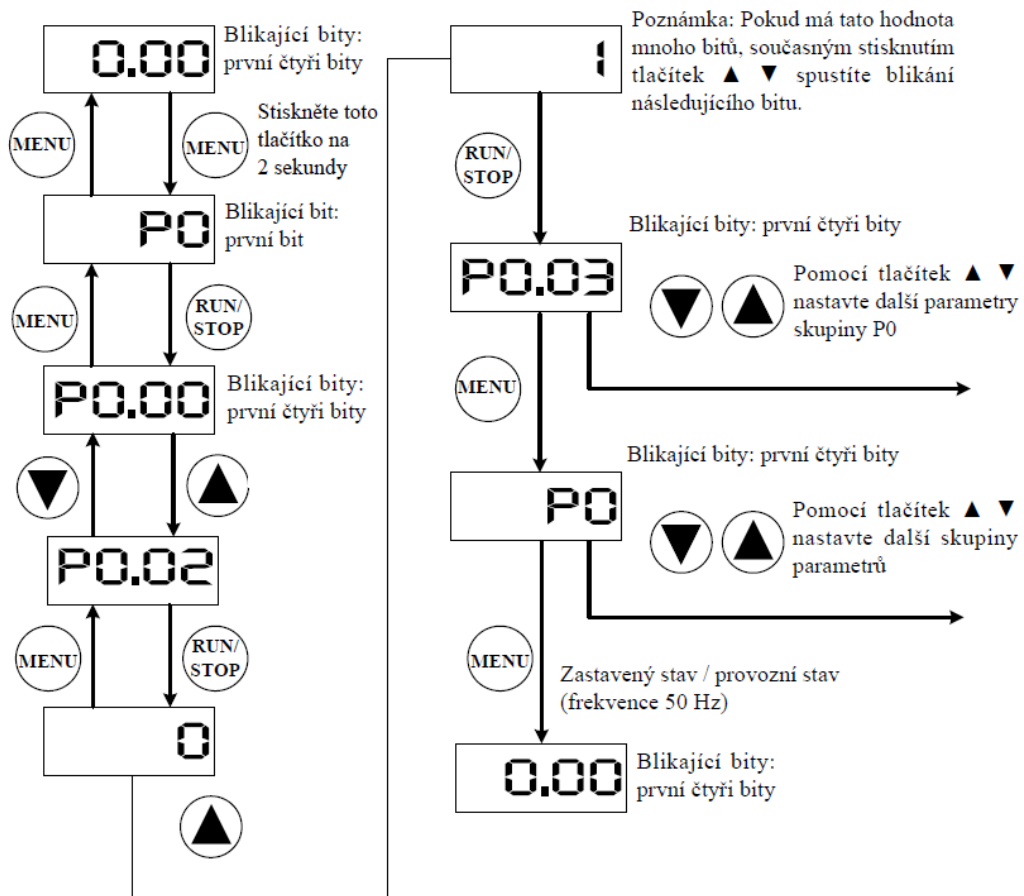 0.00
Blikající bity:
první čtyři bity
MENU
MENU
Stiskněte toto
tlačítko na
2 sekundy
P0
Blikající bit:
první bit
MENU
RUN/
STOP
P0.00
Blikající bity:
první čtyři bity
▼
▲
P0.02
MENU
RUN/
STOP
0
▲
1
Poznámka: Pokud má tato hodnota
mnoho bitů, současným stisknutím
tlačítek ▲ ▼ spustíte blikání
následujícího bitu.
RUN/
STOP
Blikající bity: první čtyři bity
P0.03
▼ ▲
Pomocí tlačítek ▲ ▼
nastavte další parametry
skupiny P0
MENU
Blikající bity: první čtyři bity
P0
▼ ▲
Pomocí tlačítek ▲ ▼
nastavte další skupiny
parametrů
MENU
Zastavený stav / provozní stav
(frekvence 50 Hz)
0.00
Blikající bity:
první čtyři bity